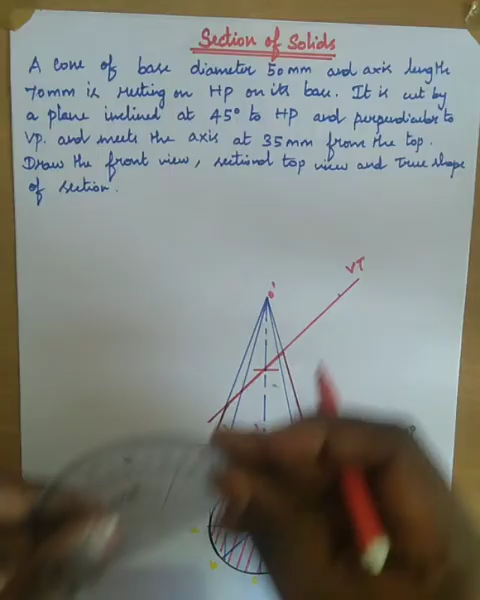 Section of Solids
A cone of base diameter 50mm and axis length
70mm is resting on HP on its base. It is cut by
a plane inclined at 45° to HP and perpendicular to
VP. and meets the axis at 35mm from the top.
Draw the front view, sectional top view and True shape
of section.
VT
o'